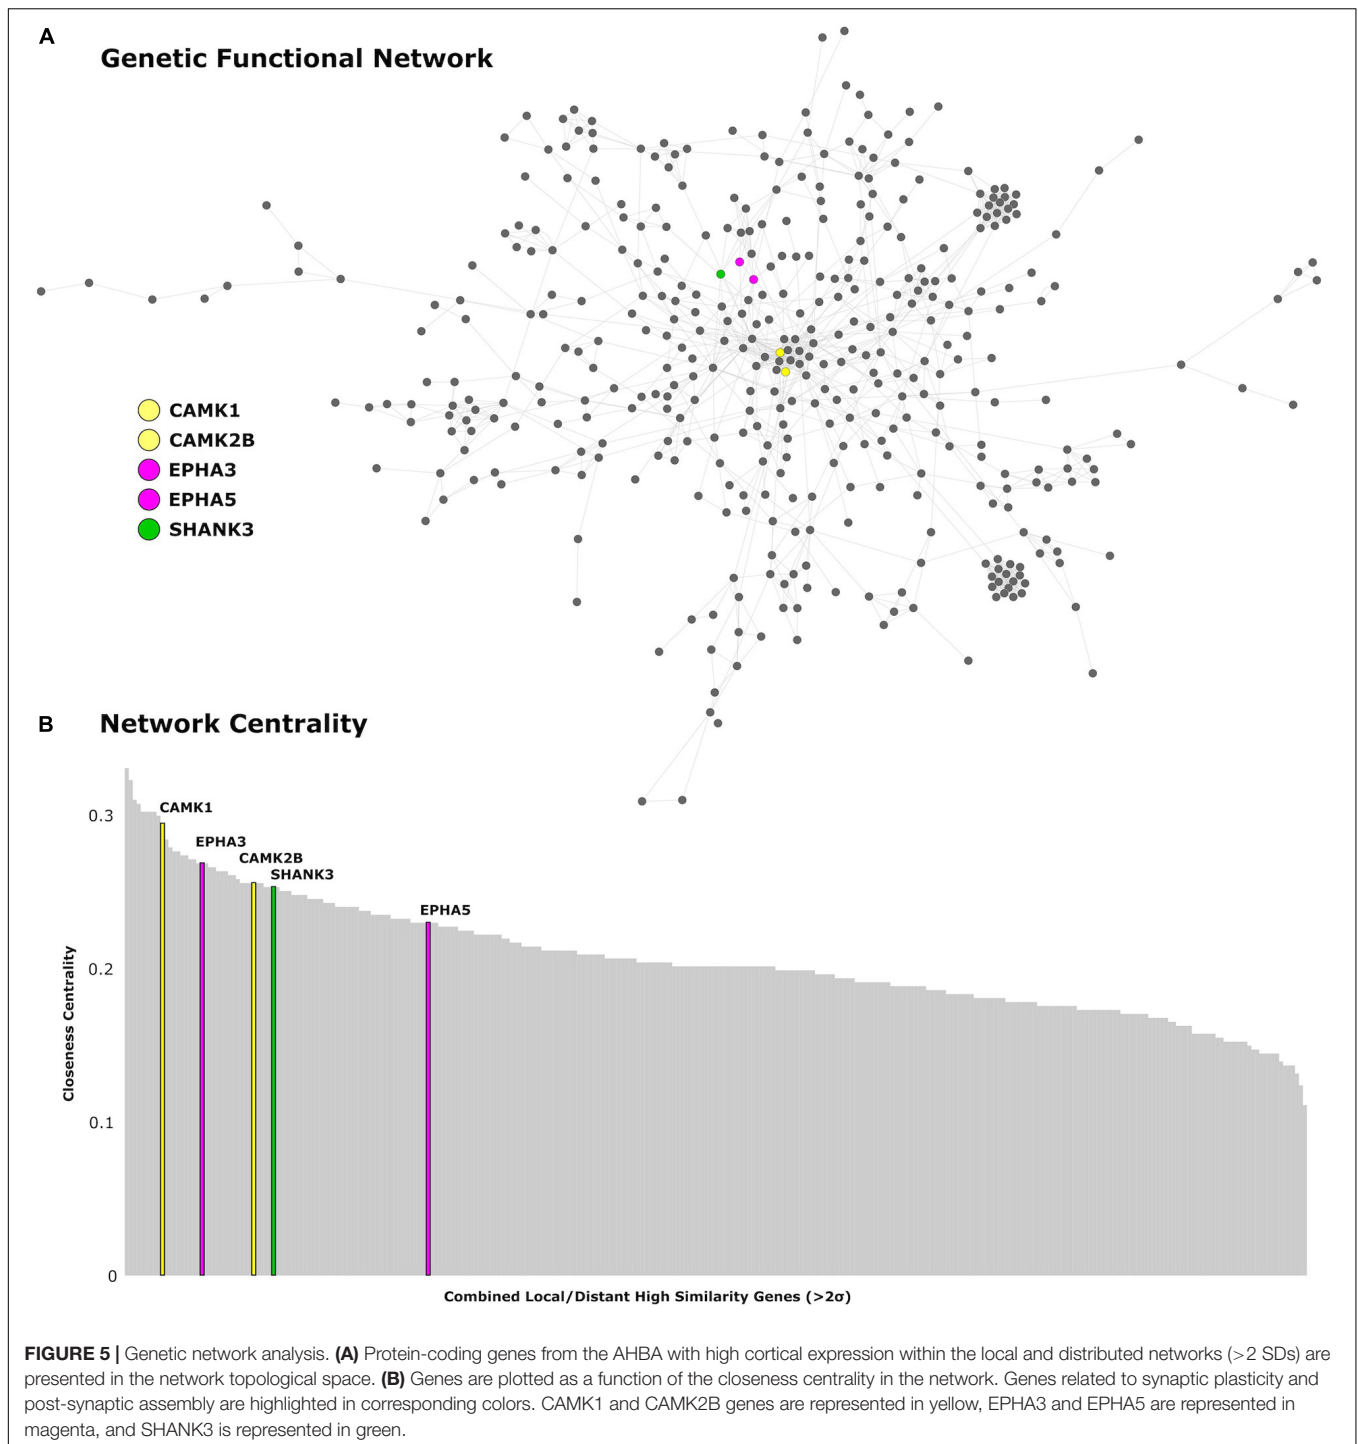 A
Genetic Functional Network
CAMK1
CAMK2B
EPHA3
EPHA5
SHANK3
B
Network Centrality
0.3
0.2
0.1
0
Closeness Centrality
CAMK1
EPHA3
CAMK2B
SHANK3
EPHA5
Combined Local/Distant High Similarity Genes (>2σ)
FIGURE 5 | Genetic network analysis. (A) Protein-coding genes from the AHBA with high cortical expression within the local and distributed networks (>2 SDs) are
presented in the network topological space. (B) Genes are plotted as a function of the closeness centrality in the network. Genes related to synaptic plasticity and
post-synaptic assembly are highlighted in corresponding colors. CAMK1 and CAMK2B genes are represented in yellow, EPHA3 and EPHA5 are represented in
magenta, and SHANK3 is represented in green.